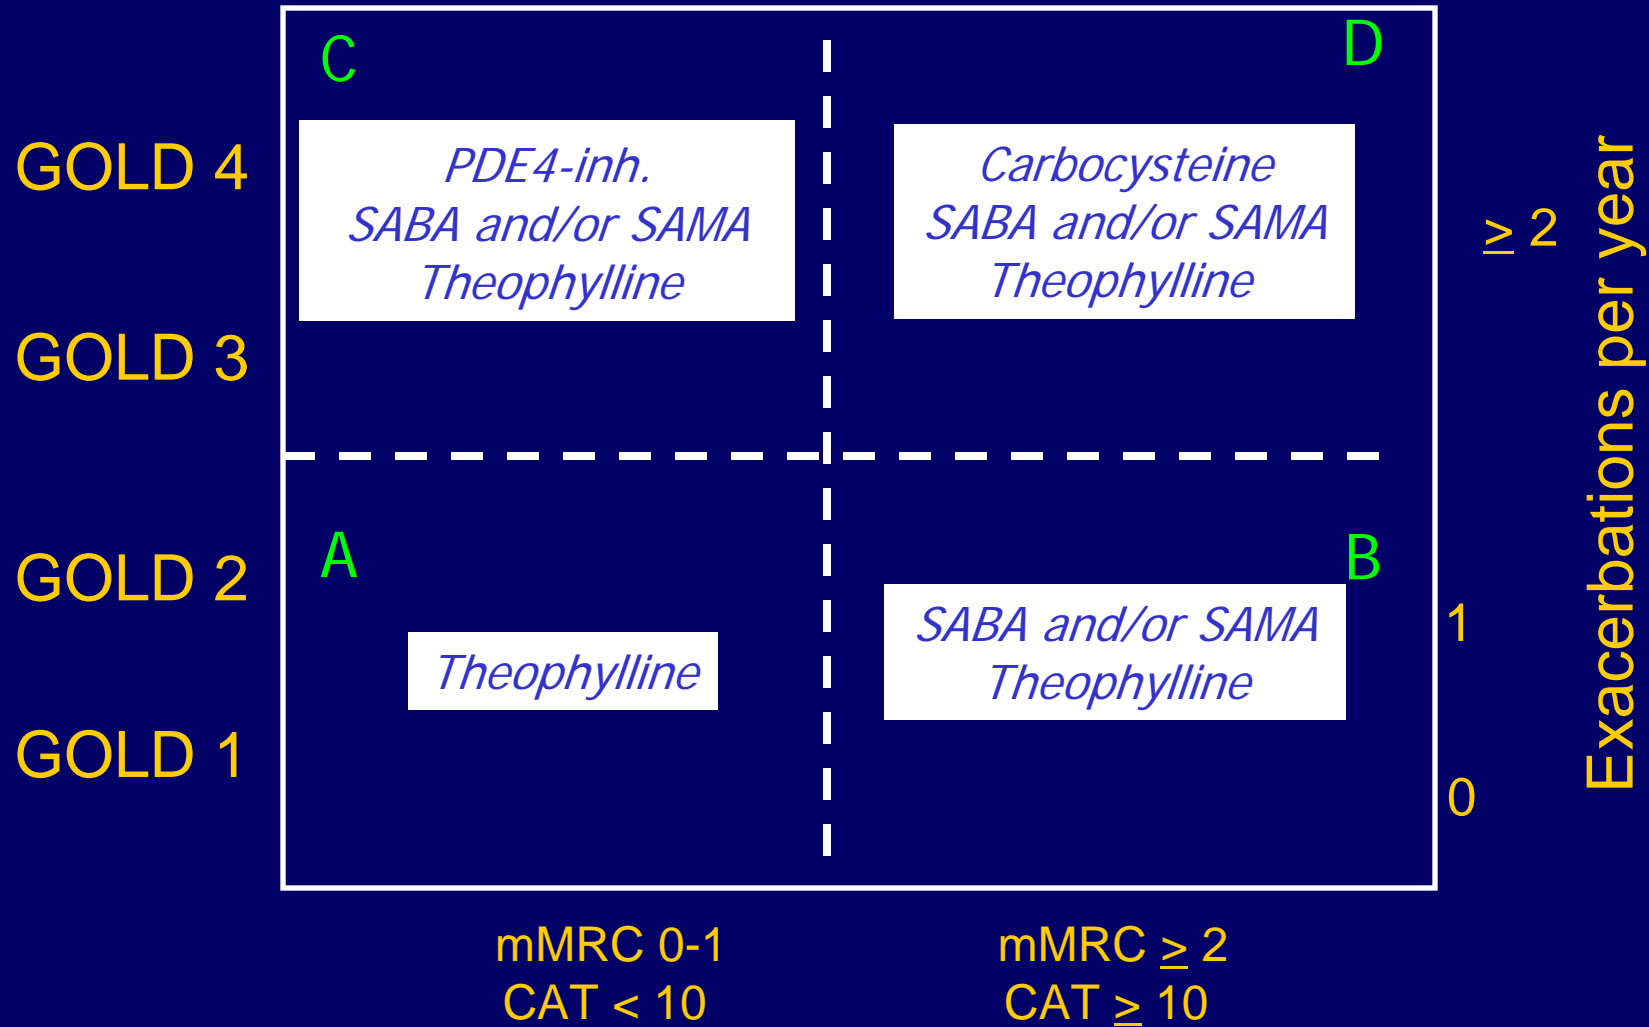 C
D
GOLD 4
PDE4-inh.
SABA and/or SAMA
Theophylline
Carbocysteine
SABA and/or SAMA
Theophylline
≥ 2
GOLD 3
Exacerbations per year
GOLD 2
A
B
Theophylline
SABA and/or SAMA
Theophylline
1
GOLD 1
0
mMRC 0-1
CAT < 10
mMRC ≥ 2
CAT ≥ 10